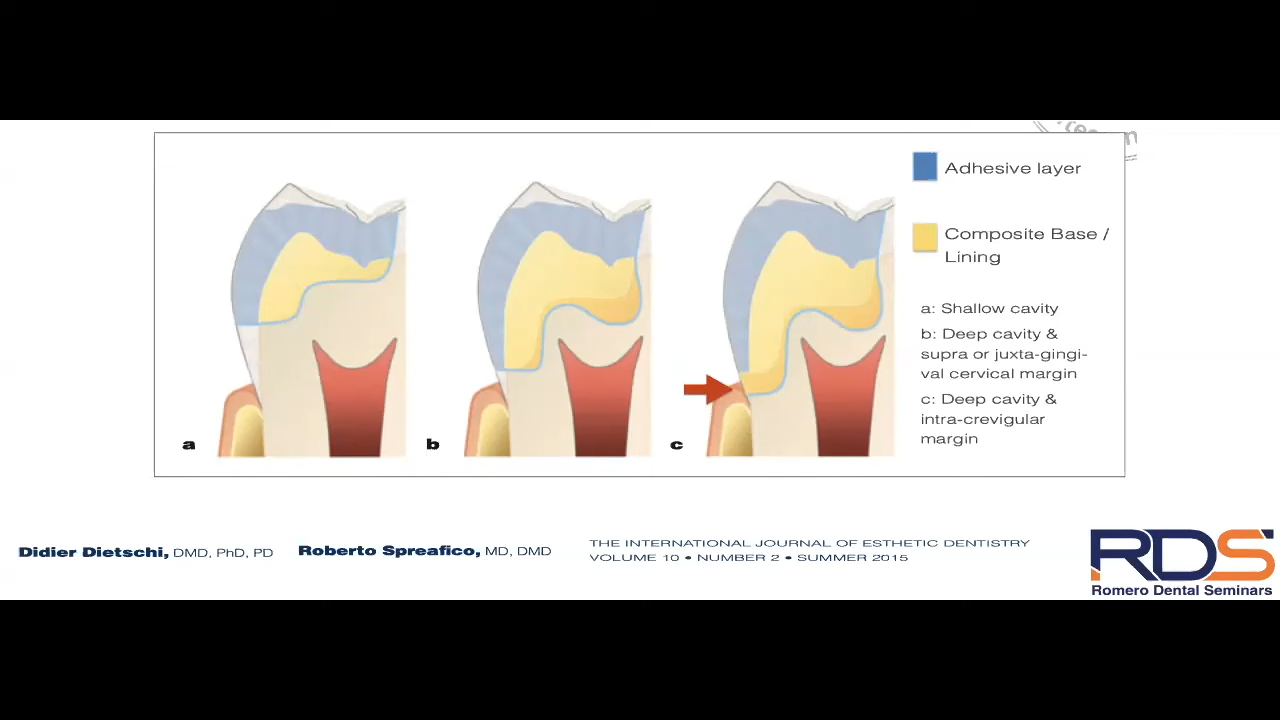 Adhesive layer
Composite Base /
Lining
a: Shallow cavity
b: Deep cavity &
supra or juxta-gingi-
val cervical margin
c: Deep cavity &
intra-crevigular
margin
a
b
c
Didier Dietschi, DMD, PhD, PD
Roberto Spreafico, MD, DMD
THE INTERNATIONAL JOURNAL OF ESTHETIC DENTISTRY
VOLUME 10 • NUMBER 2 • SUMMER 2015
RDS
Romero Dental Seminars